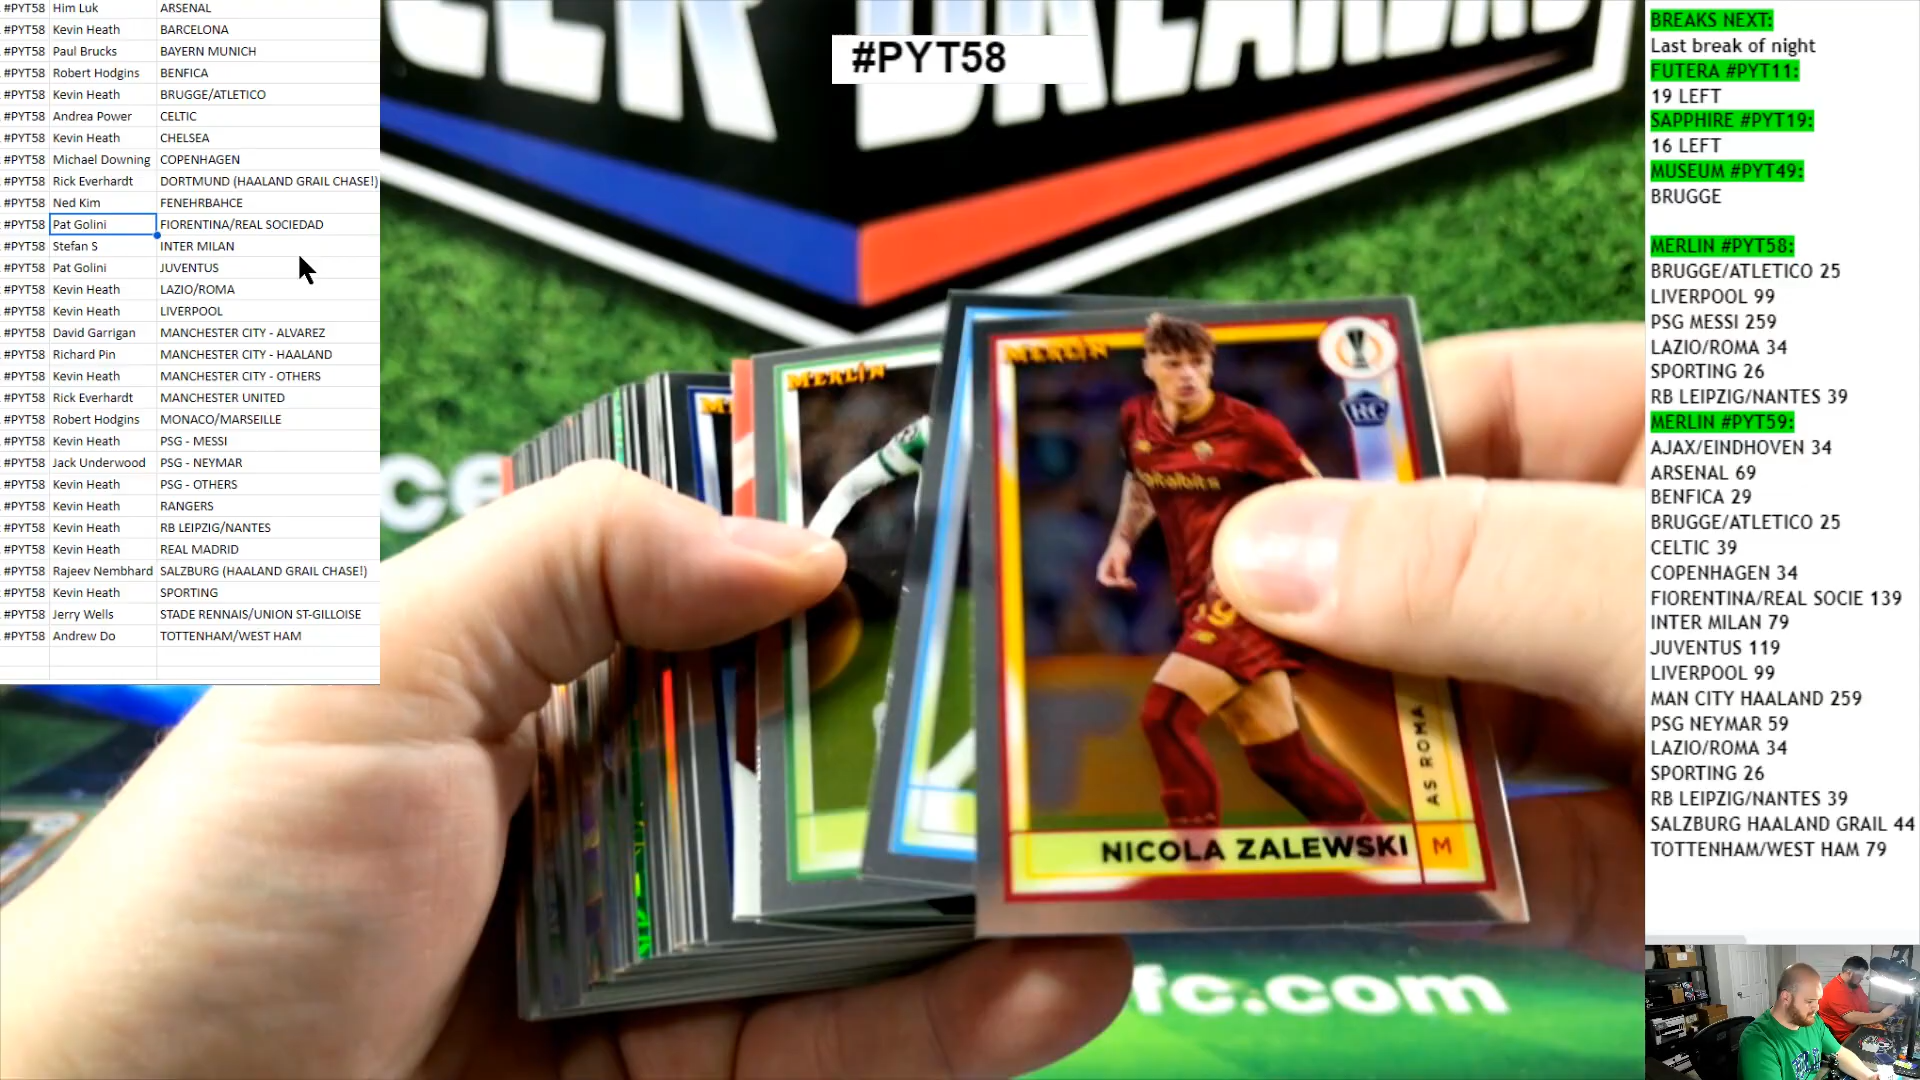 #PYT58 Him Luk ARSENAL
#PYT58 Kevin Heath BARCELONA
#PYT58 Paul Brucks BAYERN MUNICH
#PYT58 Robert Hodgins BENFICA
#PYT58 Kevin Heath BRUGGE/ATLETICO
#PYT58 Andrea Power CELTIC
#PYT58 Kevin Heath CHELSEA
#PYT58 Michael Downing COPENHAGEN
#PYT58 Rick Everhardt DORTMUND (HAALAND GRAIL CHASE!)
#PYT58 Ned Kim FENEHRBAHCE
#PYT58 Pat Golini FIORENTINA/REAL SOCIEDAD
#PYT58 Stefan S INTER MILAN
#PYT58 Pat Golini JUVENTUS
#PYT58 Kevin Heath LAZIO/ROMA
#PYT58 Kevin Heath LIVERPOOL
#PYT58 David Garrigan MANCHESTER CITY - ALVAREZ
#PYT58 Richard Pin MANCHESTER CITY - HAALAND
#PYT58 Kevin Heath MANCHESTER CITY - OTHERS
#PYT58 Rick Everhardt MANCHESTER UNITED
#PYT58 Robert Hodgins MONACO/MARSEILLE
#PYT58 Kevin Heath PSG - MESSI
#PYT58 Jack Underwood PSG - NEYMAR
#PYT58 Kevin Heath PSG - OTHERS
#PYT58 Kevin Heath RANGERS
#PYT58 Kevin Heath RB LEIPZIG/NANTES
#PYT58 Kevin Heath REAL MADRID
#PYT58 Rajeev Nembhard SALZBURG (HAALAND GRAIL CHASE!)
#PYT58 Kevin Heath SPORTING
#PYT58 Jerry Wells STADE RENNAIS/UNION ST-GILLOISE
#PYT58 Andrew Do TOTTENHAM/WEST HAM
#PYT58
MERLIN
MERLIN
RC
digitalbits
AS ROMA
NICOLA ZALEWSKI M
fc.com
BREAKS NEXT:
Last break of night
FUTERA #PYT11:
19 LEFT
SAPPHIRE #PYT19:
16 LEFT
MUSEUM #PYT49:
BRUGGE
MERLIN #PYT58:
BRUGGE/ATLETICO 25
LIVERPOOL 99
PSG MESSI 259
LAZIO/ROMA 34
SPORTING 26
RB LEIPZIG/NANTES 39
MERLIN #PYT59:
AJAX/EINDHOVEN 34
ARSENAL 69
BENFICA 29
BRUGGE/ATLETICO 25
CELTIC 39
COPENHAGEN 34
FIORENTINA/REAL SOCIE 139
INTER MILAN 79
JUVENTUS 119
LIVERPOOL 99
MAN CITY HAALAND 259
PSG NEYMAR 59
LAZIO/ROMA 34
SPORTING 26
RB LEIPZIG/NANTES 39
SALZBURG HAALAND GRAIL 44
TOTTENHAM/WEST HAM 79